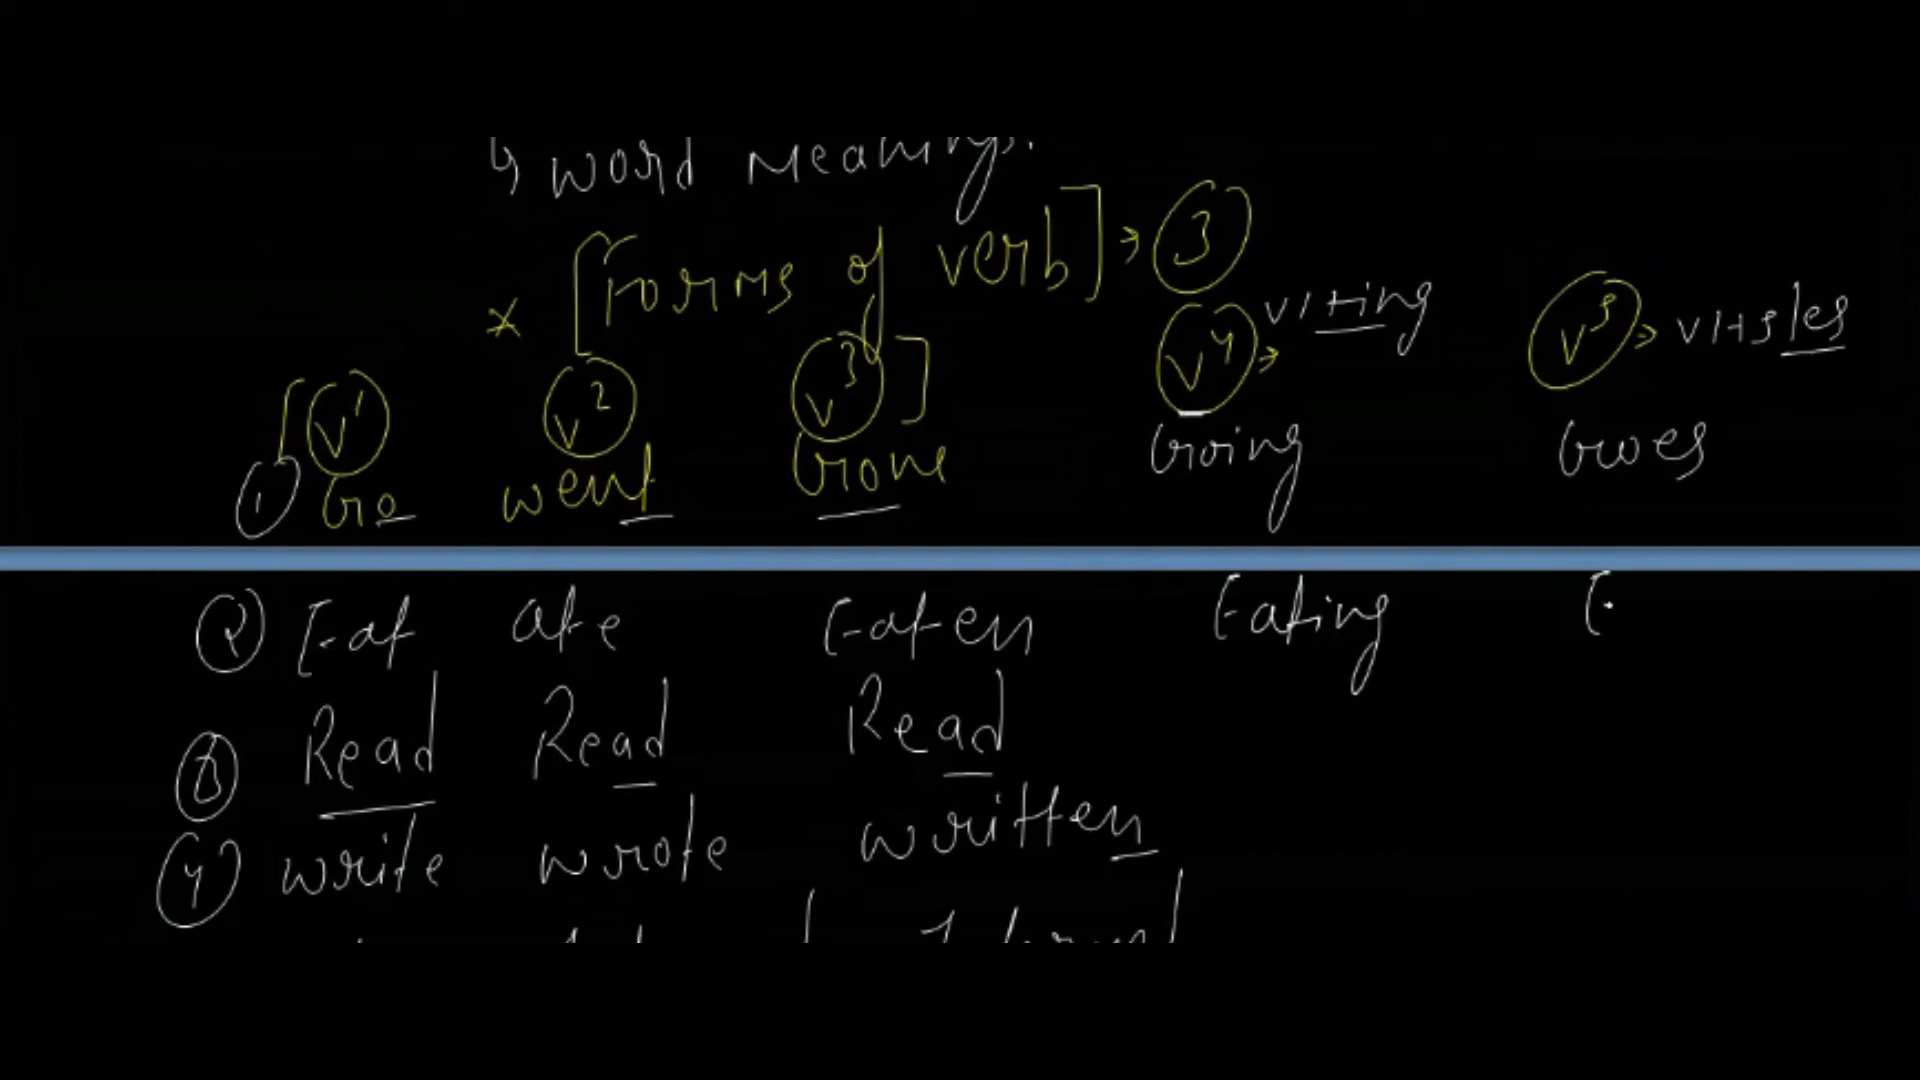 ↳ word Meanings.
* [Forms of verb] → 3
V4 → V1+ing V5 → V1+s/es
[V1 V2 V3]
① Go went Gone Going Goes
② Eat ate Eaten Eating E
③ Read Read Read
④ write wrote written